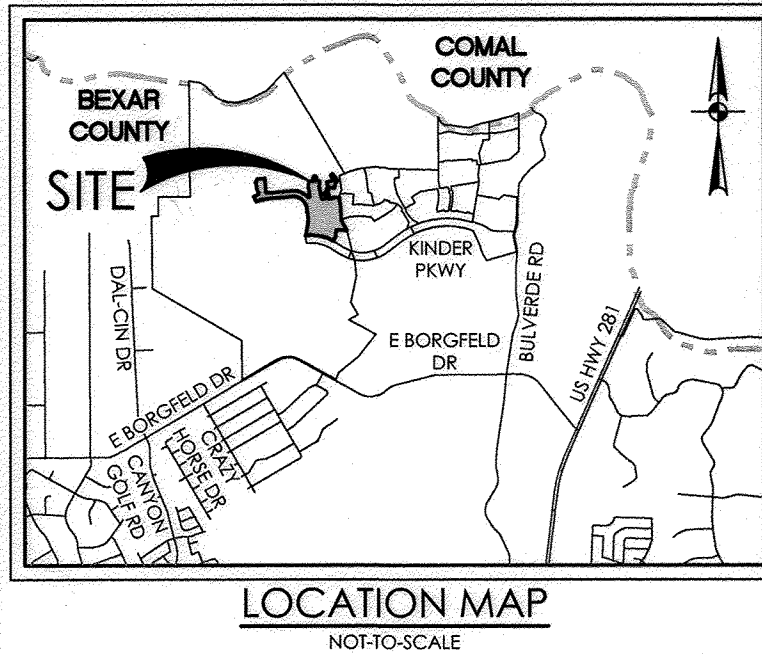 COMAL
COUNTY
BEXAR
COUNTY
SITE
KINDER
PKWY
BULVERDE RD
DAL-CIN DR
US HWY 281
E BORGFELD
DR
E BORGFELD DR
CRAZY
HORSE DR
CANYON
GOLF RD
LOCATION MAP
NOT-TO-SCALE